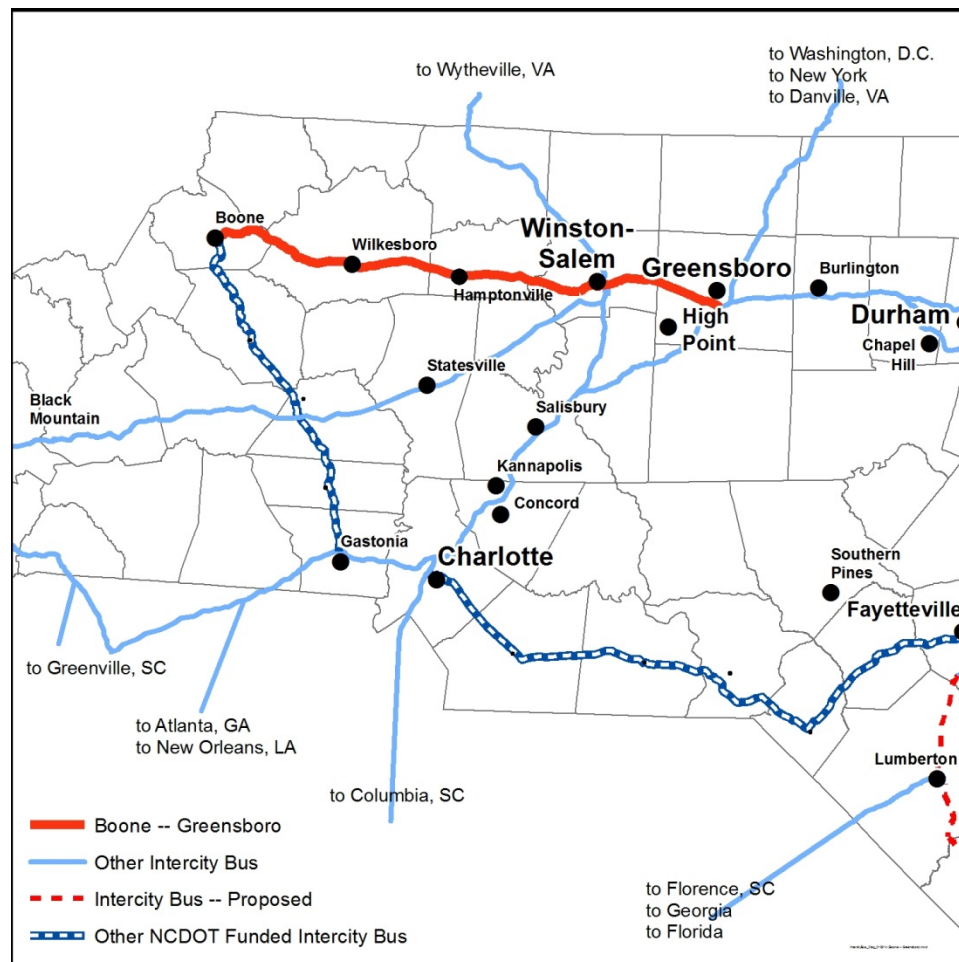 to Wytheville, VA
to Washington, D.C.
to New York
to Danville, VA
Boone
Wilkesboro
Hamptonville
Winston-
Salem
Greensboro
Burlington
High
Point
Durham
Chapel
Hill
Statesville
Black
Mountain
Salisbury
Kannapolis
Concord
Gastonia
Charlotte
Southern
Pines
Fayetteville
to Greenville, SC
to Atlanta, GA
to New Orleans, LA
to Columbia, SC
Lumberton
to Florence, SC
to Georgia
to Florida
Boone -- Greensboro
Other Intercity Bus
Intercity Bus -- Proposed
Other NCDOT Funded Intercity Bus